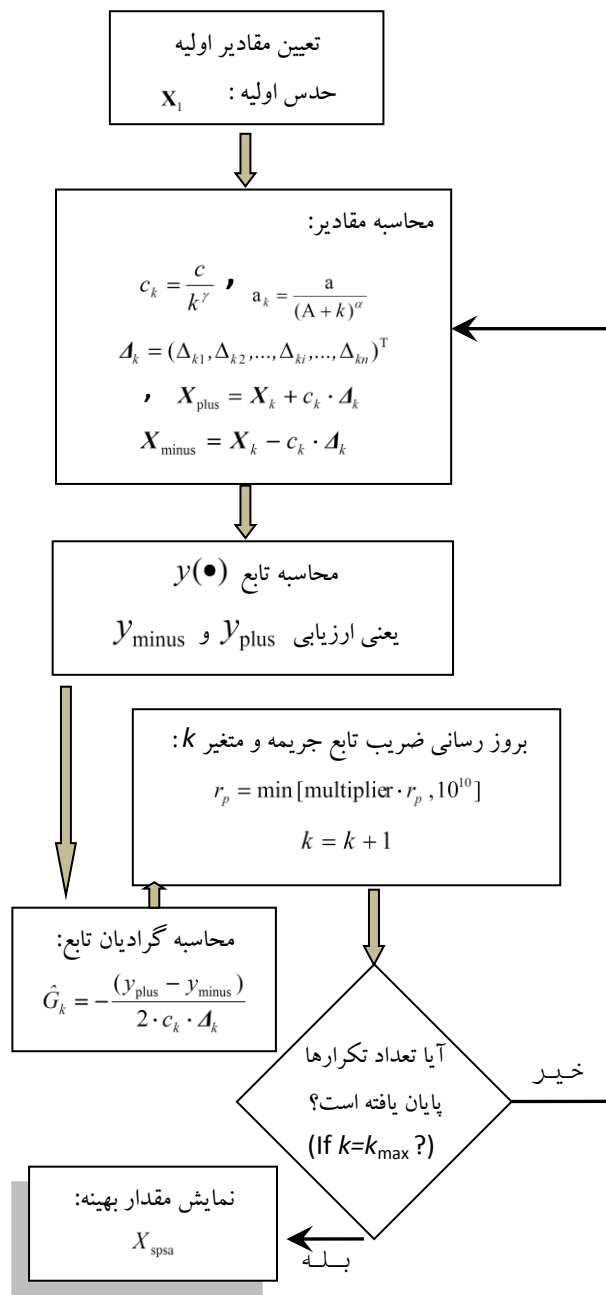 تعیین مقادیر اولیه
حدس اولیه : X₁
محاسبه مقادیر:
c_k = c / k^γ , a_k = a / (A + k)^α
Δ_k = (Δ_k1, Δ_k2, ..., Δ_ki, ..., Δ_kn)^T
, X_plus = X_k + c_k · Δ_k
X_minus = X_k − c_k · Δ_k
محاسبه تابع y(•)
یعنی ارزیابی y_plus و y_minus
بروز رسانی ضریب تابع جریمه و متغیر k:
r_p = min [multiplier · r_p , 10^10]
k = k + 1
محاسبه گرادیان تابع:
Ĝ_k = − (y_plus − y_minus) / 2 · c_k · Δ_k
آیا تعداد تکرارها
پایان یافته است؟
(If k=k_max ?)
خیر
بله
نمایش مقدار بهینه:
X_spsa